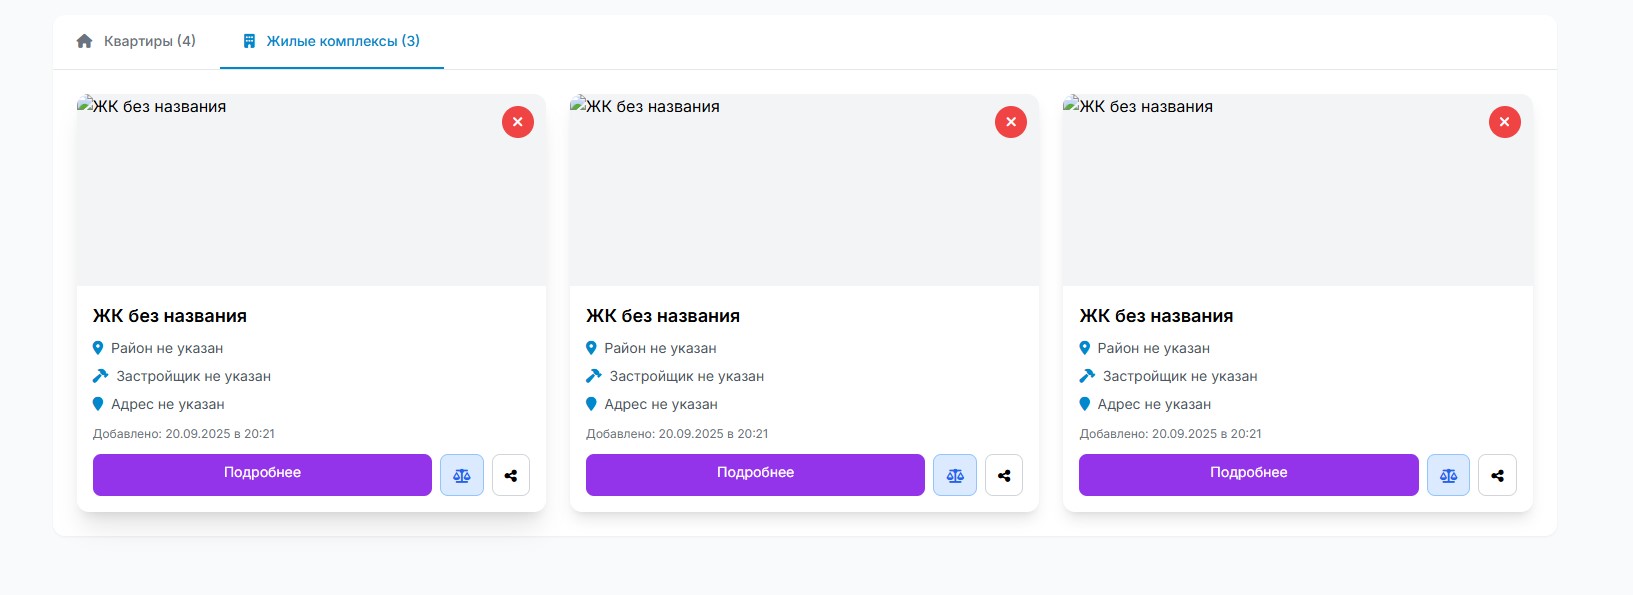 Квартиры (4) Жилые комплексы (3)
ЖК без названия ЖК без названия ЖК без названия
ЖК без названия ЖК без названия ЖК без названия
Район не указан Район не указан Район не указан
Застройщик не указан Застройщик не указан Застройщик не указан
Адрес не указан Адрес не указан Адрес не указан
Добавлено: 20.09.2025 в 20:21 Добавлено: 20.09.2025 в 20:21 Добавлено: 20.09.2025 в 20:21
Подробнее Подробнее Подробнее